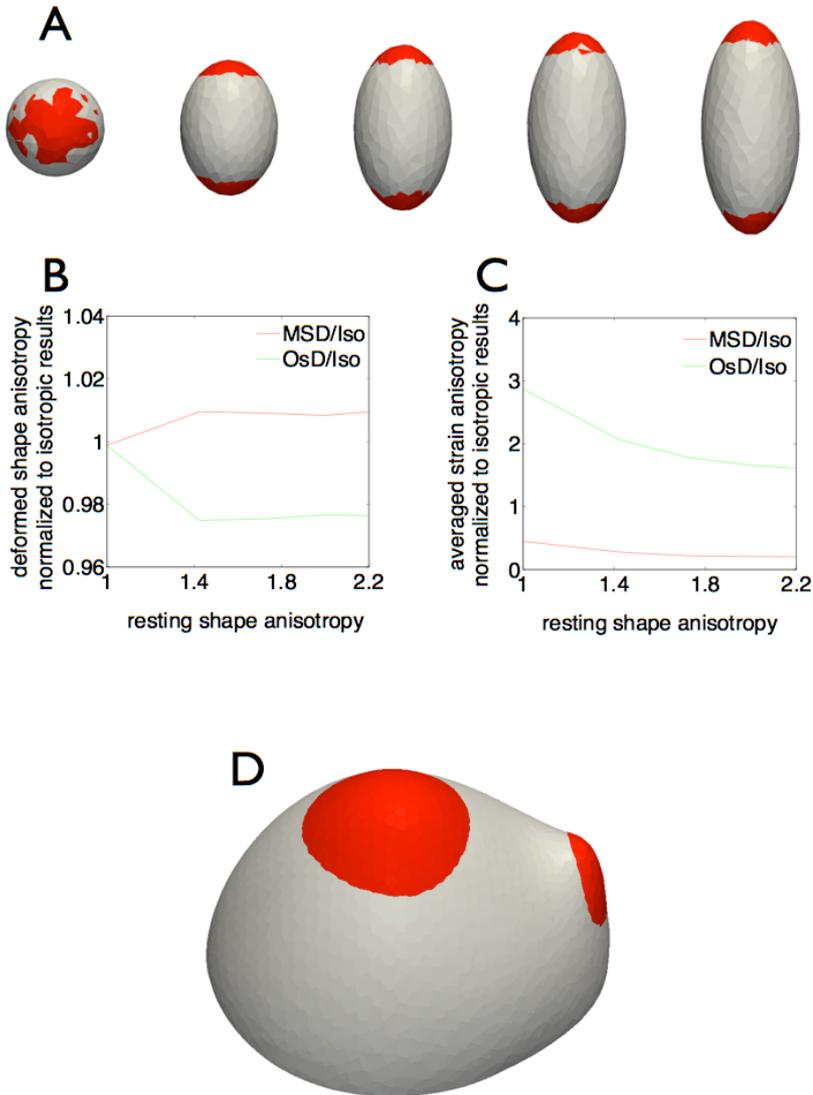 A
B
deformed shape anisotropy
normalized to isotropic results
1.04
1.02
1
0.98
0.96
MSD/Iso
OsD/Iso
1 1.4 1.8 2.2
resting shape anisotropy
C
averaged strain anisotropy
normalized to isotropic results
4
3
2
1
0
MSD/Iso
OsD/Iso
1 1.4 1.8 2.2
resting shape anisotropy
D